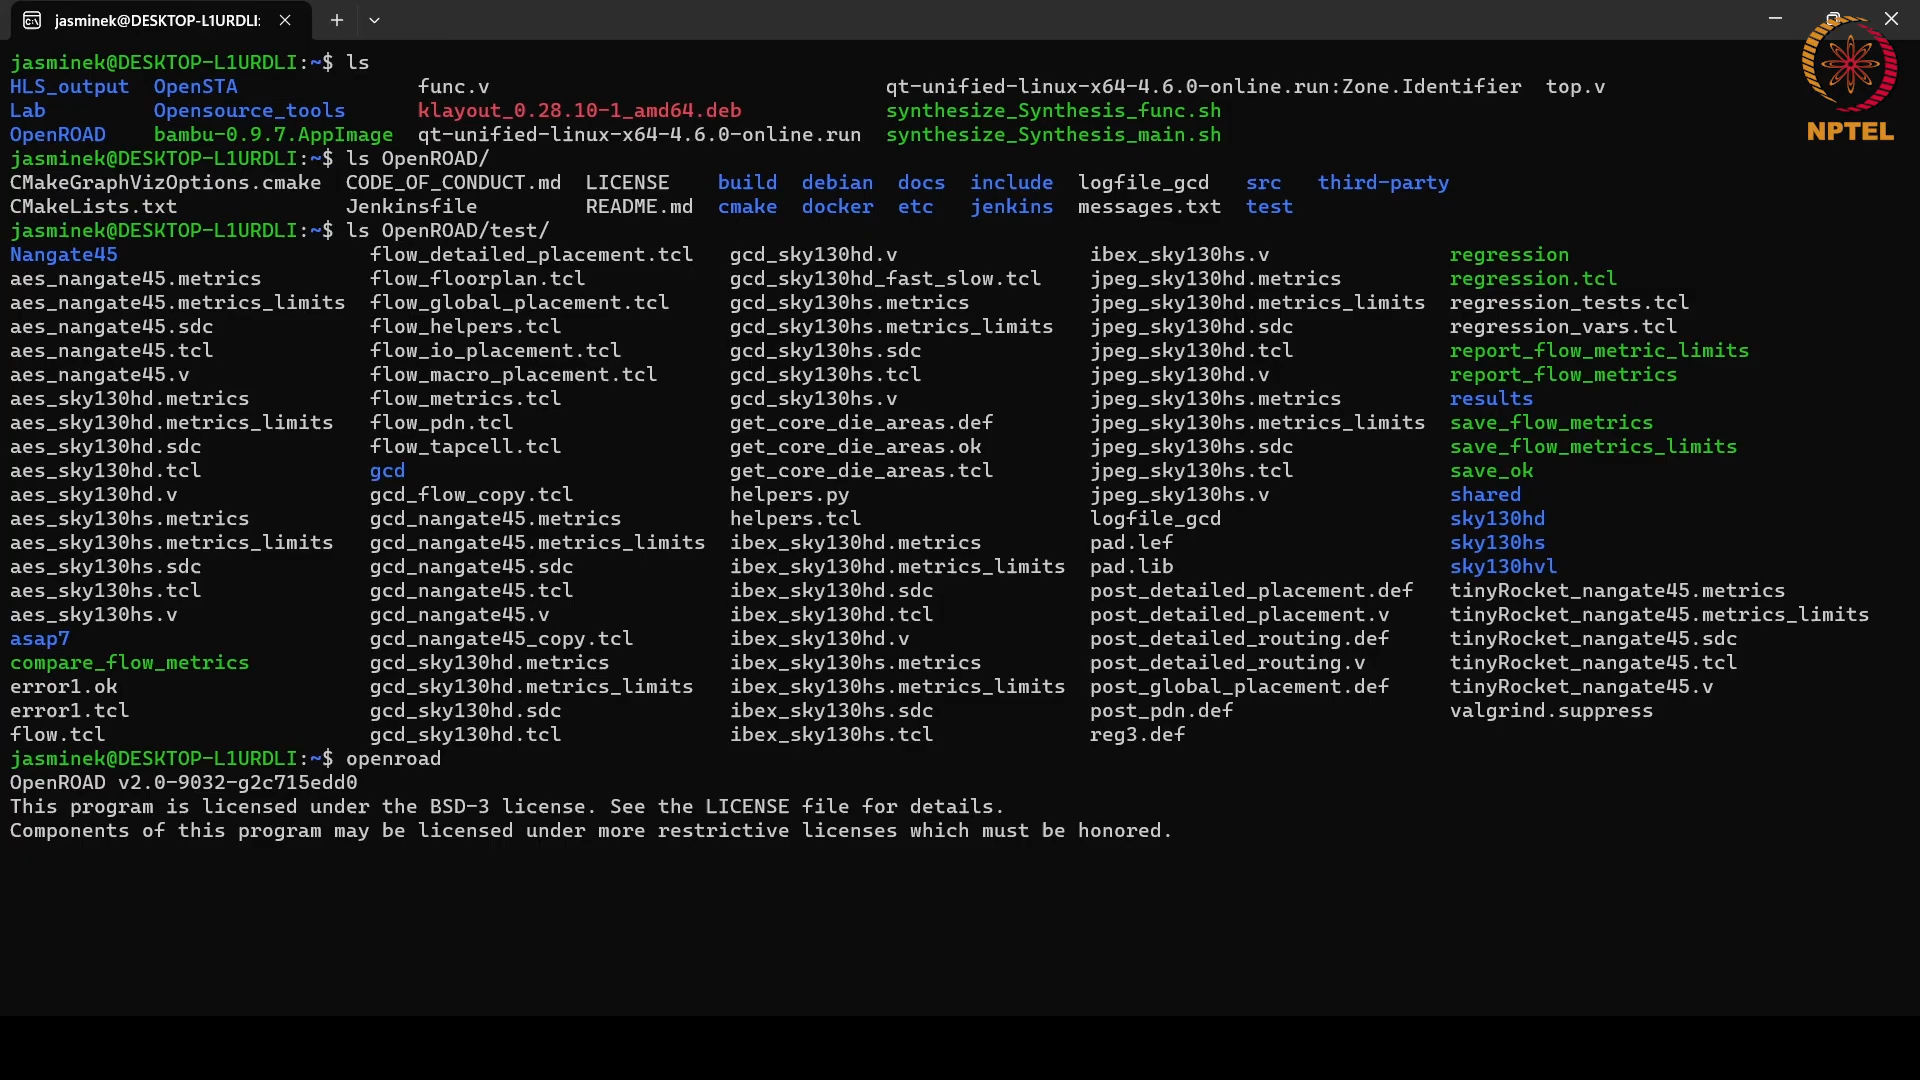 jasminek@DESKTOP-L1URDLI:
jasminek@DESKTOP-L1URDLI:~$ ls
HLS_output OpenSTA func.v qt-unified-linux-x64-4.6.0-online.run:Zone.Identifier top.v
Lab Opensource_tools klayout_0.28.10-1_amd64.deb synthesize_Synthesis_func.sh
OpenROAD bambu-0.9.7.AppImage qt-unified-linux-x64-4.6.0-online.run synthesize_Synthesis_main.sh
NPTEL
jasminek@DESKTOP-L1URDLI:~$ ls OpenROAD/
CMakeGraphVizOptions.cmake CODE_OF_CONDUCT.md LICENSE build debian docs include logfile_gcd src third-party
CMakeLists.txt Jenkinsfile README.md cmake docker etc jenkins messages.txt test
jasminek@DESKTOP-L1URDLI:~$ ls OpenROAD/test/
Nangate45 flow_detailed_placement.tcl gcd_sky130hd.v ibex_sky130hs.v regression
aes_nangate45.metrics flow_floorplan.tcl gcd_sky130hd_fast_slow.tcl jpeg_sky130hd.metrics regression.tcl
aes_nangate45.metrics_limits flow_global_placement.tcl gcd_sky130hs.metrics jpeg_sky130hd.metrics_limits regression_tests.tcl
aes_nangate45.sdc flow_helpers.tcl gcd_sky130hs.metrics_limits jpeg_sky130hd.sdc regression_vars.tcl
aes_nangate45.tcl flow_io_placement.tcl gcd_sky130hs.sdc jpeg_sky130hd.tcl report_flow_metric_limits
aes_nangate45.v flow_macro_placement.tcl gcd_sky130hs.tcl jpeg_sky130hd.v report_flow_metrics
aes_sky130hd.metrics flow_metrics.tcl gcd_sky130hs.v jpeg_sky130hs.metrics results
aes_sky130hd.metrics_limits flow_pdn.tcl get_core_die_areas.def jpeg_sky130hs.metrics_limits save_flow_metrics
aes_sky130hd.sdc flow_tapcell.tcl get_core_die_areas.ok jpeg_sky130hs.sdc save_flow_metrics_limits
aes_sky130hd.tcl gcd get_core_die_areas.tcl jpeg_sky130hs.tcl save_ok
aes_sky130hd.v gcd_flow_copy.tcl helpers.py jpeg_sky130hs.v shared
aes_sky130hs.metrics gcd_nangate45.metrics helpers.tcl logfile_gcd sky130hd
aes_sky130hs.metrics_limits gcd_nangate45.metrics_limits ibex_sky130hd.metrics pad.lef sky130hs
aes_sky130hs.sdc gcd_nangate45.sdc ibex_sky130hd.metrics_limits pad.lib sky130hvl
aes_sky130hs.tcl gcd_nangate45.tcl ibex_sky130hd.sdc post_detailed_placement.def tinyRocket_nangate45.metrics
aes_sky130hs.v gcd_nangate45.v ibex_sky130hd.tcl post_detailed_placement.v tinyRocket_nangate45.metrics_limits
asap7 gcd_nangate45_copy.tcl ibex_sky130hd.v post_detailed_routing.def tinyRocket_nangate45.sdc
compare_flow_metrics gcd_sky130hd.metrics ibex_sky130hs.metrics post_detailed_routing.v tinyRocket_nangate45.tcl
error1.ok gcd_sky130hd.metrics_limits ibex_sky130hs.metrics_limits post_global_placement.def tinyRocket_nangate45.v
error1.tcl gcd_sky130hd.sdc ibex_sky130hs.sdc post_pdn.def valgrind.suppress
flow.tcl gcd_sky130hd.tcl ibex_sky130hs.tcl reg3.def
jasminek@DESKTOP-L1URDLI:~$ openroad
OpenROAD v2.0-9032-g2c715edd0
This program is licensed under the BSD-3 license. See the LICENSE file for details.
Components of this program may be licensed under more restrictive licenses which must be honored.